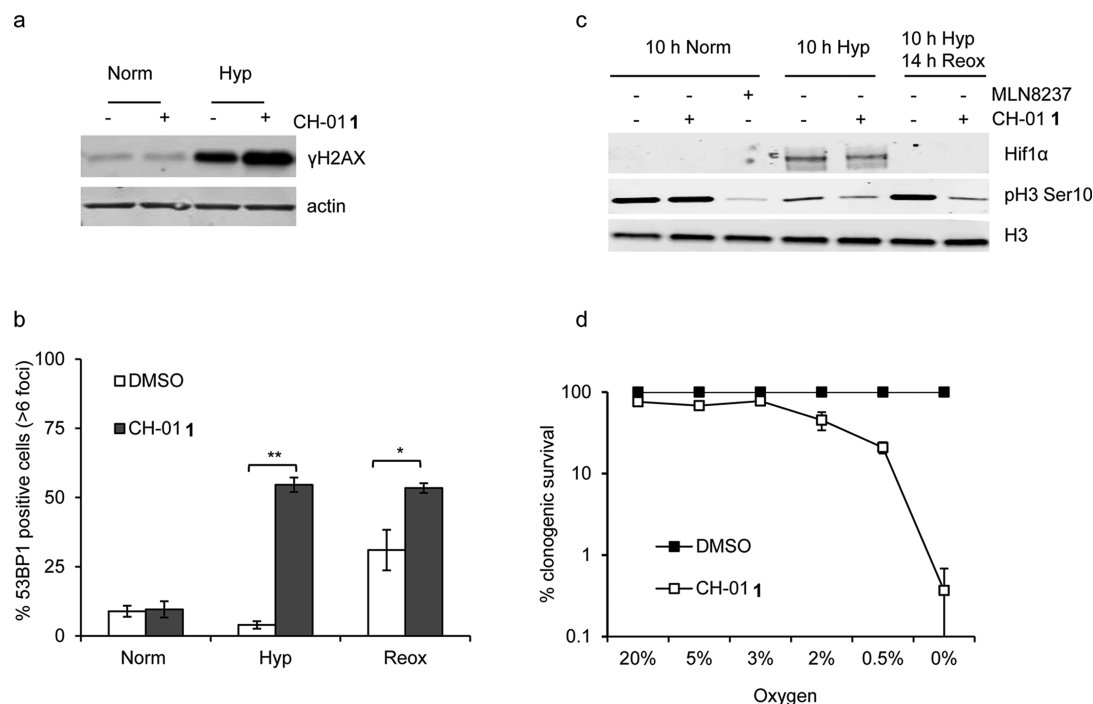 a
Norm Hyp
- + - + CH-01 1
γH2AX
actin
b
% 53BP1 positive cells (>6 foci)
100
75
50
25
0
DMSO
CH-01 1
**
*
Norm Hyp Reox
c
10 h Norm 10 h Hyp 10 h Hyp
14 h Reox
- - + - - - - MLN8237
- + - - + - + CH-01 1
Hif1α
pH3 Ser10
H3
d
% clonogenic survival
100
10
1
0.1
DMSO
CH-01 1
20% 5% 3% 2% 0.5% 0%
Oxygen